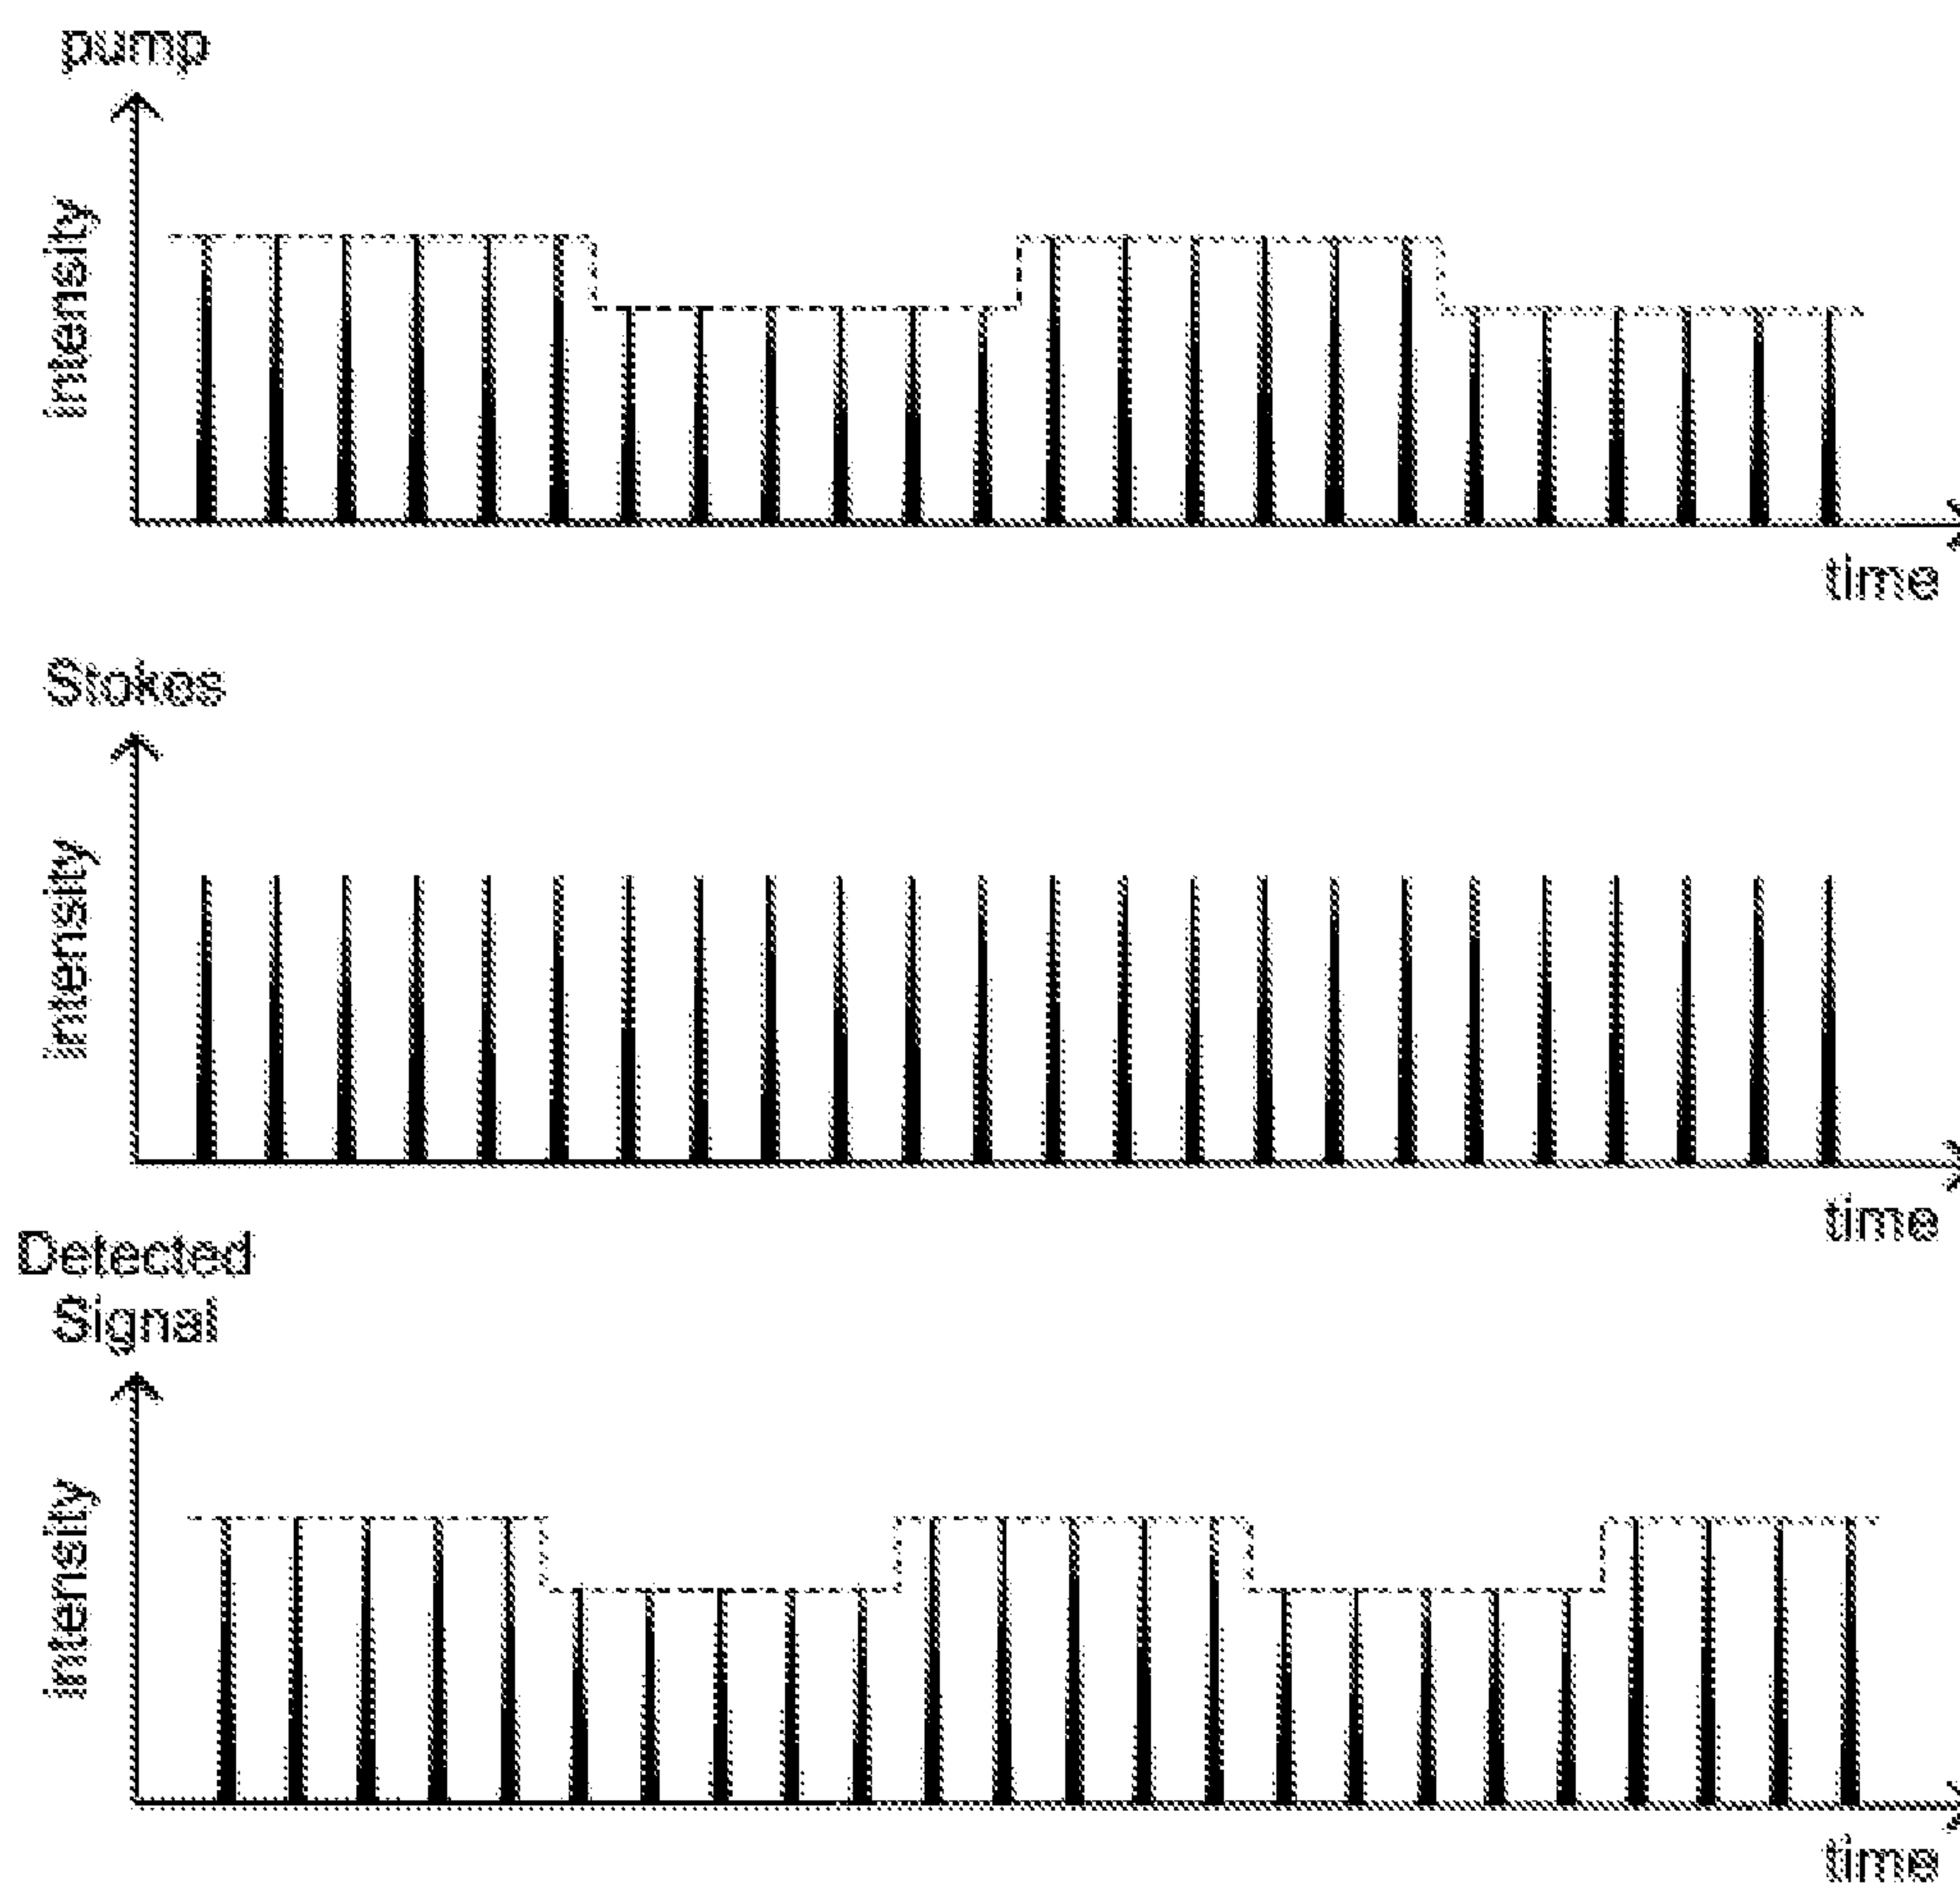 pump
intensity
time
Stokes
intensity
time
Detected
Signal
intensity
time